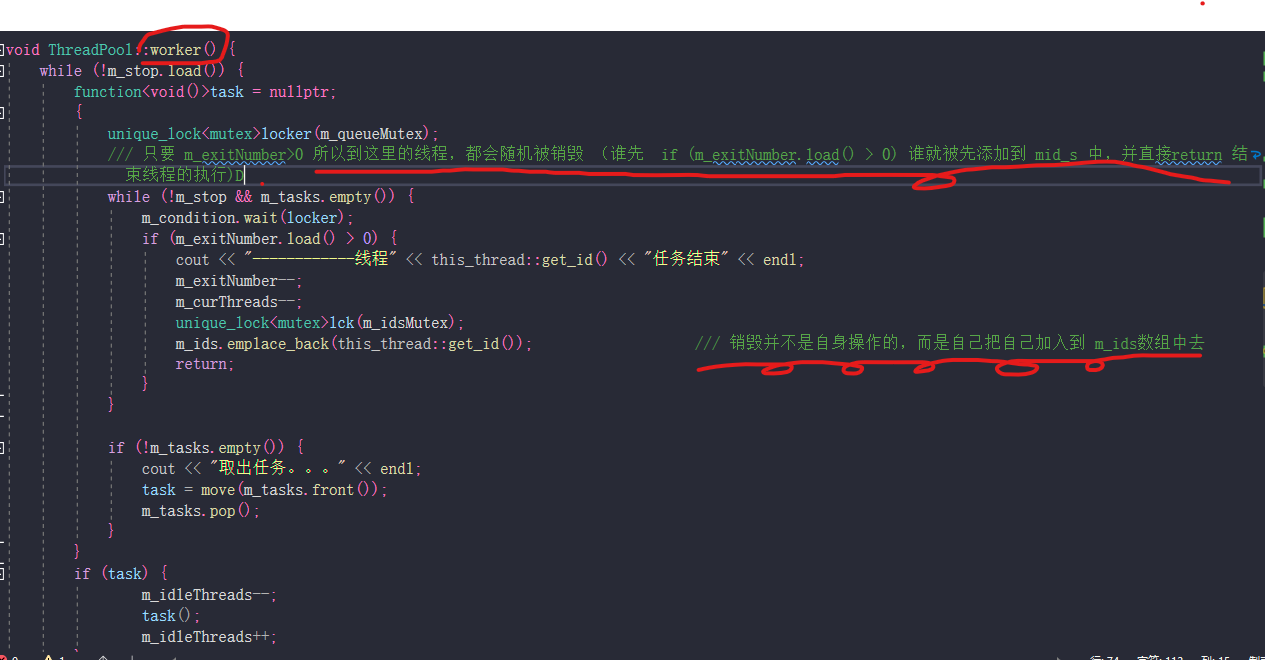 void ThreadPool::worker() {
while (!m_stop.load()) {
function<void()>task = nullptr;
{
unique_lock<mutex>locker(m_queueMutex);
/// 只要 m_exitNumber>0 所以到这里的线程，都会随机被销毁 （谁先 if (m_exitNumber.load() > 0) 谁就被先添加到 mid_s 中，并直接return 结
束线程的执行)D
while (!m_stop && m_tasks.empty()) {
m_condition.wait(locker);
if (m_exitNumber.load() > 0) {
cout << "------------线程" << this_thread::get_id() << "任务结束" << endl;
m_exitNumber--;
m_curThreads--;
unique_lock<mutex>lck(m_idsMutex);
m_ids.emplace_back(this_thread::get_id()); /// 销毁并不是自身操作的，而是自己把自己加入到 m_ids数组中去
return;
}
}
if (!m_tasks.empty()) {
cout << "取出任务。。。" << endl;
task = move(m_tasks.front());
m_tasks.pop();
}
}
if (task) {
m_idleThreads--;
task();
m_idleThreads++;